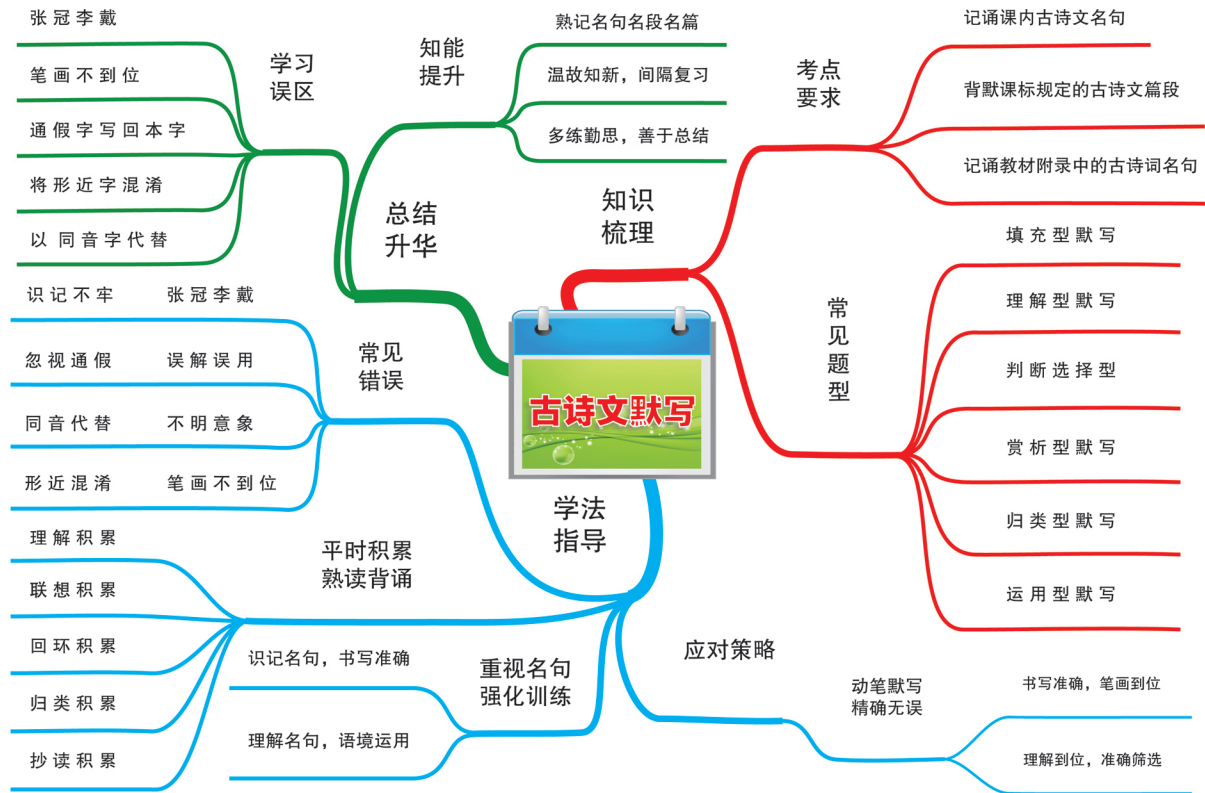 古诗文默写
知识
梳理
考点
要求
记诵课内古诗文名句
背默课标规定的古诗文篇段
记诵教材附录中的古诗词名句
常
见
题
型
填充型默写
理解型默写
判断选择型
赏析型默写
归类型默写
运用型默写
学法
指导
应对策略
动笔默写
精确无误
书写准确，笔画到位
理解到位，准确筛选
重视名句
强化训练
识记名句，书写准确
理解名句，语境运用
平时积累
熟读背诵
理解积累
联想积累
回环积累
归类积累
抄读积累
常见
错误
识记不牢 张冠李戴
忽视通假 误解误用
同音代替 不明意象
形近混淆 笔画不到位
总结
升华
学习
误区
张冠李戴
笔画不到位
通假字写回本字
将形近字混淆
以 同音字代替
知能
提升
熟记名句名段名篇
温故知新，间隔复习
多练勤思，善于总结